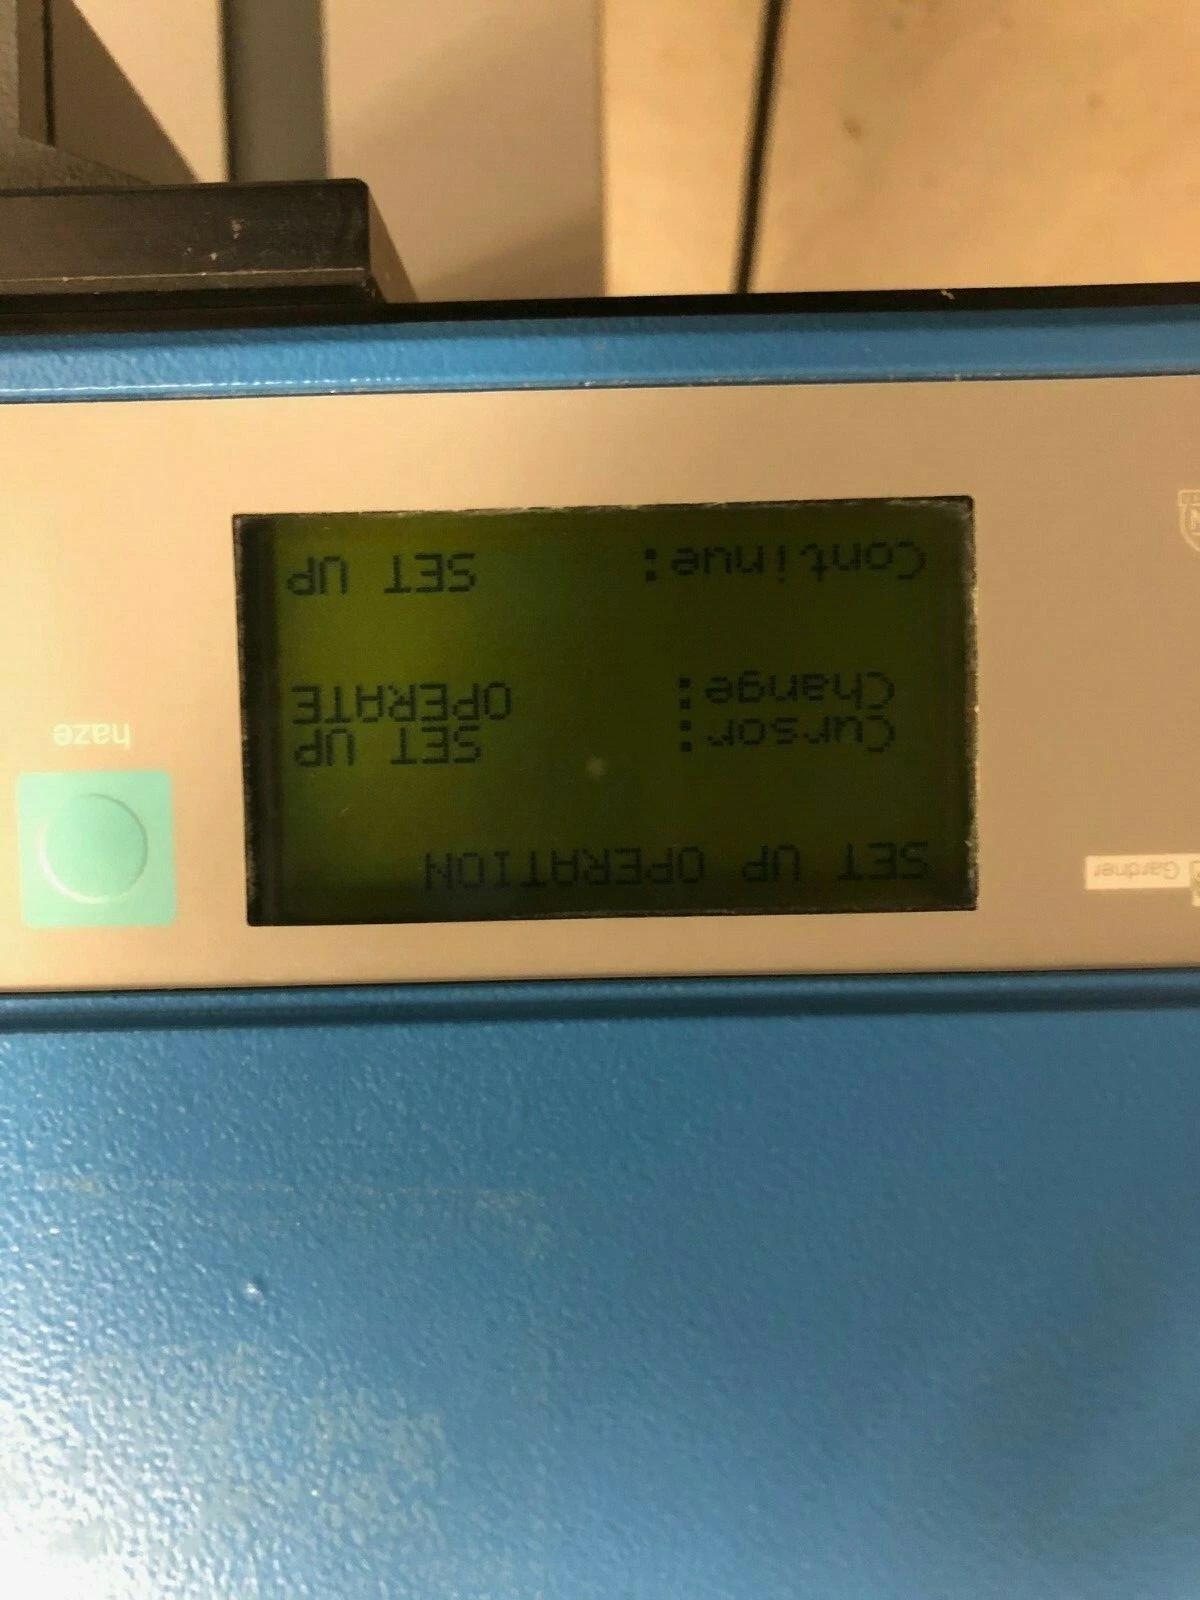 SET UP OPERATION
Cursor: SET UP
Change: OPERATE
Continue: SET UP
haze
Gardner